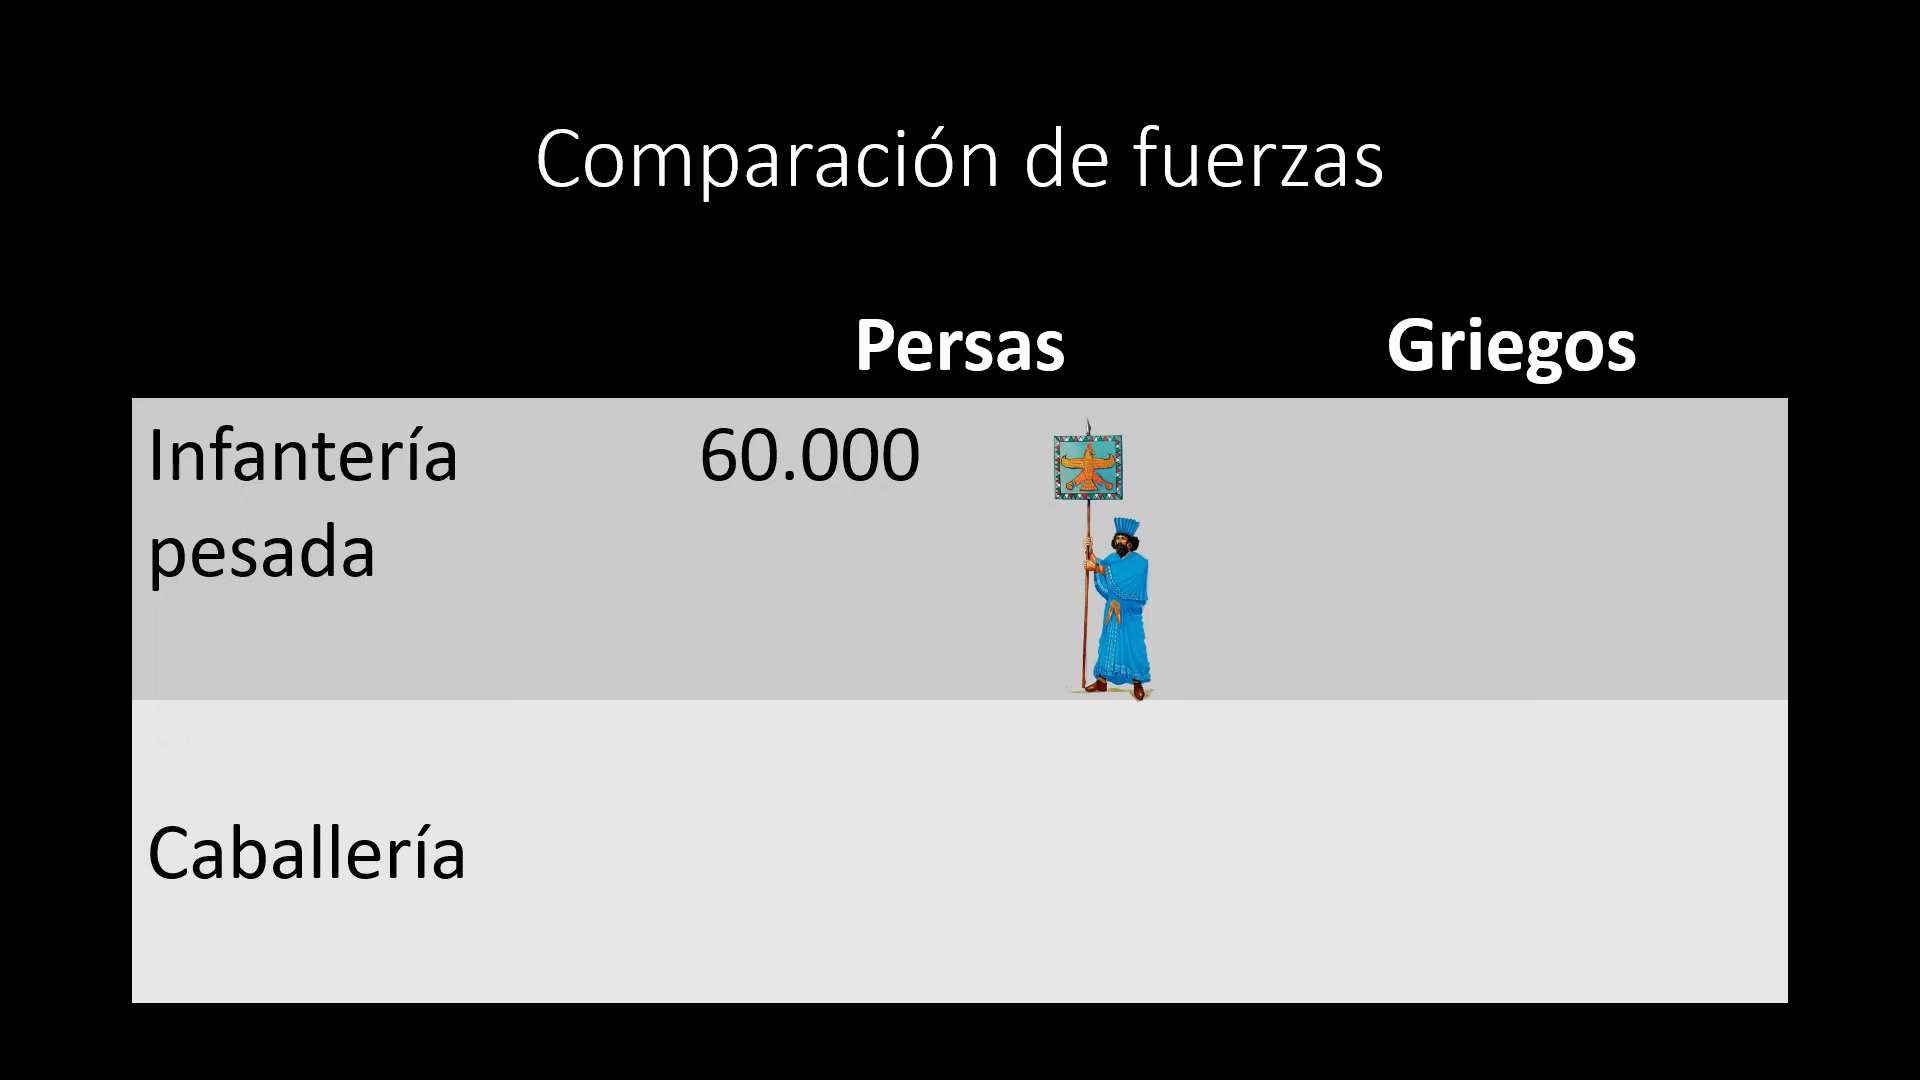 Comparación de fuerzas
Persas Griegos
Infantería 60.000
pesada
Caballería